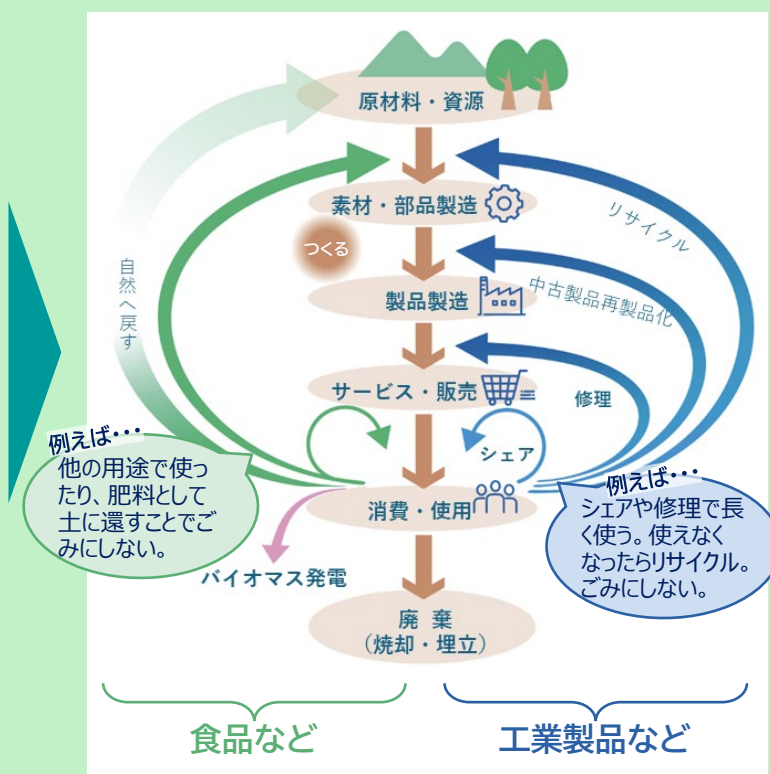 原材料・資源
素材・部品製造
つくる
製品製造
サービス・販売
消費・使用
廃 棄
(焼却・埋立)
自然へ戻す
リサイクル
中古製品再製品化
修理
シェア
バイオマス発電
例えば・・・
他の用途で使っ
たり、肥料として
土に還すことでご
みにしない。
例えば・・・
シェアや修理で長
く使う。使えなく
なったらリサイクル。
ごみにしない。
食品など
工業製品など